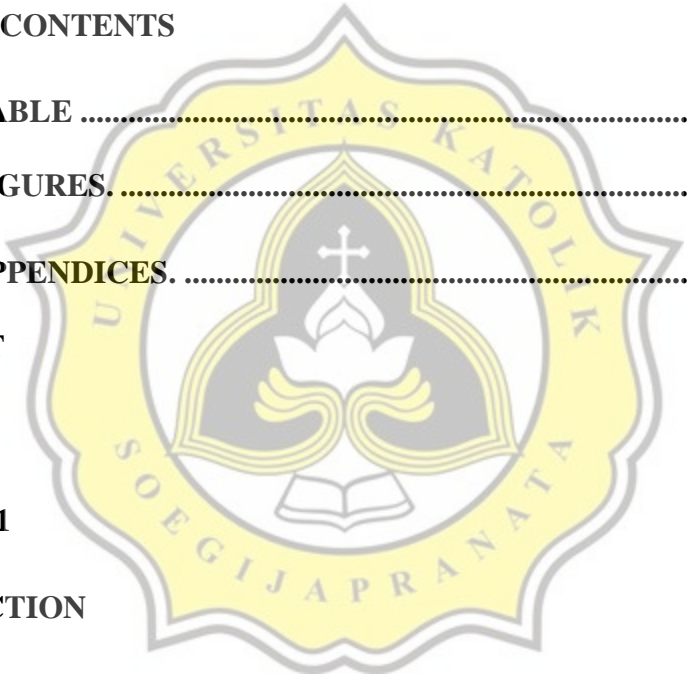 CONTENTS
ABLE ................................................................
GURES. ............................................................
PPENDICES. ......................................................
T
1
CTION
UNIVERSITAS KATOLIK
SOEGIJAPRANATA